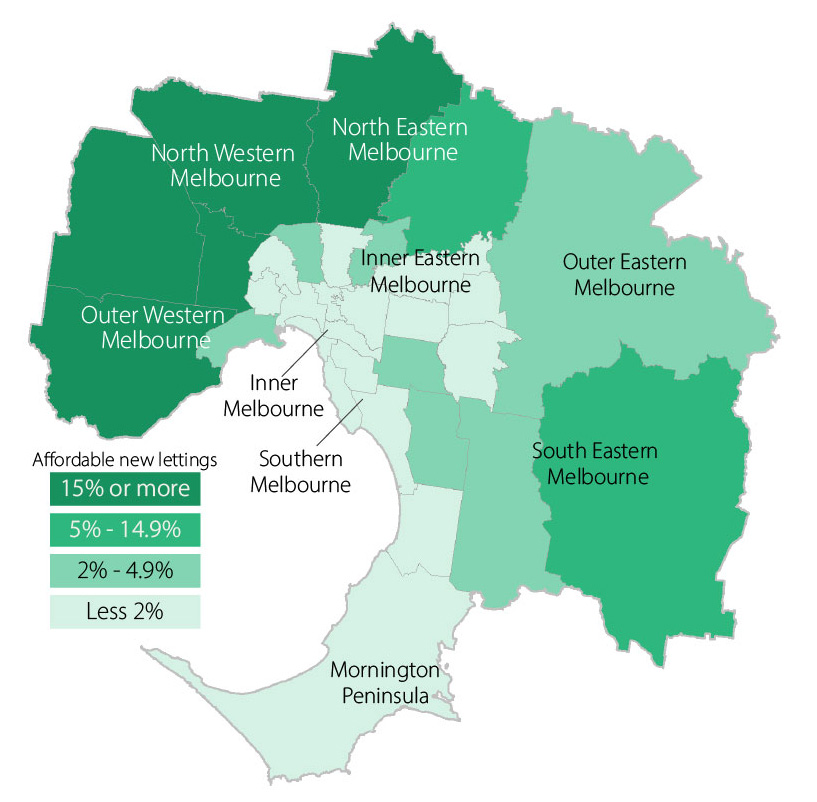 North Western
Melbourne
North Eastern
Melbourne
Inner Eastern
Melbourne
Outer Eastern
Melbourne
Outer Western
Melbourne
Inner
Melbourne
Southern
Melbourne
South Eastern
Melbourne
Mornington
Peninsula
Affordable new lettings
15% or more
5% - 14.9%
2% - 4.9%
Less 2%